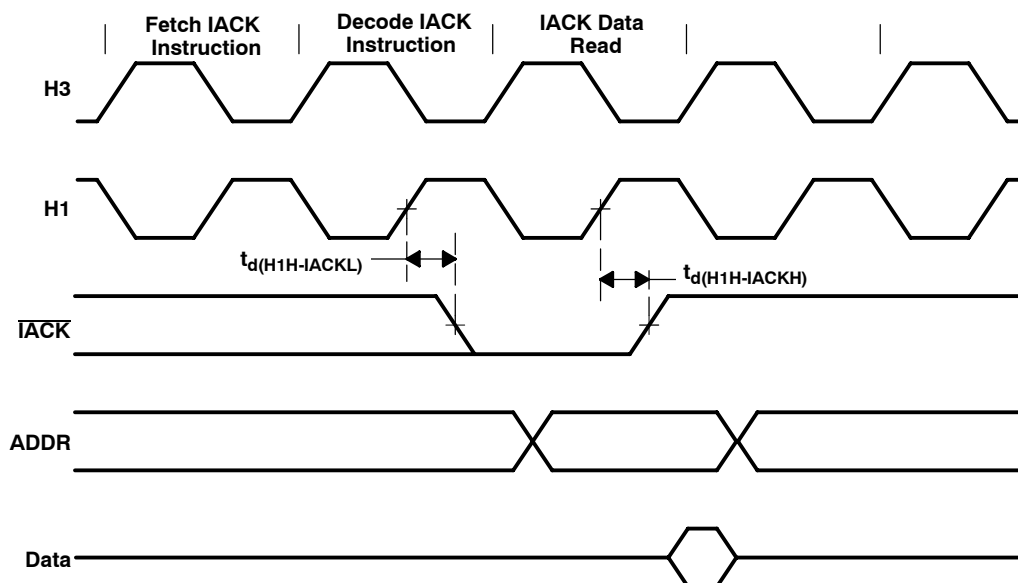 Fetch IACK
Instruction
Decode IACK
Instruction
IACK Data
Read
H3
H1
td(H1H-IACKL)
td(H1H-IACKH)
IACK
ADDR
Data